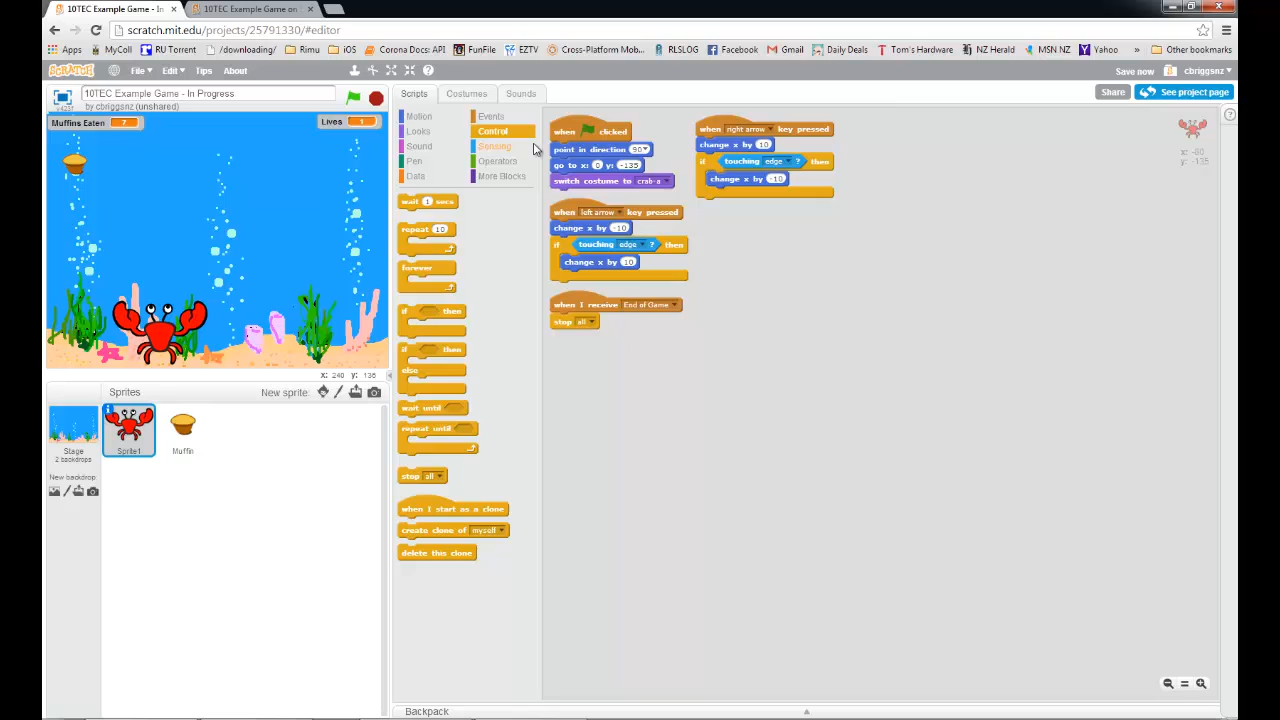 10TEC Example Game - In
10TEC Example Game on
scratch.mit.edu/projects/25791330/#editor
Apps MyColl RU Torrent /downloading/ Rimu iOS Corona Docs: API FunFile EZTV Cross-Platform Mob... RLSLOG Facebook Gmail Daily Deals Tom's Hardware NZ Herald MSN NZ Yahoo » Other bookmarks
SCRATCH File Edit Tips About Save now cbriggsnz
10TEC Example Game - In Progress
by cbriggsnz (unshared)
Scripts Costumes Sounds
Share See project page
Muffins Eaten 7
Lives 1
x: 240 y: 136
Sprites New sprite:
Stage
2 backdrops
New backdrop:
Sprite1
Muffin
Motion Events
Looks Control
Sound Sensing
Pen Operators
Data More Blocks
wait 1 secs
repeat 10
forever
if then
if then
else
wait until
repeat until
stop all
when I start as a clone
create clone of myself
delete this clone
when clicked
point in direction 90
go to x: 0 y: -135
switch costume to crab-a
when left arrow key pressed
change x by -10
if touching edge ? then
change x by 10
when I receive End of Game
stop all
when right arrow key pressed
change x by 10
if touching edge ? then
change x by -10
x: -80
y: -135
Backpack